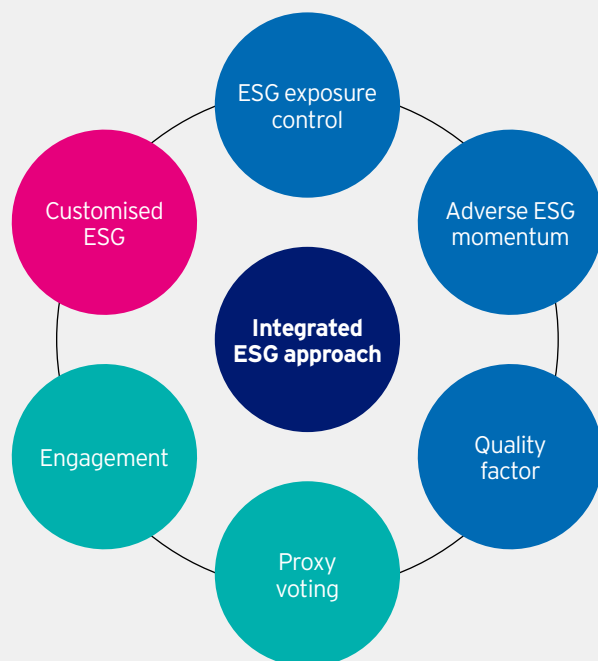 ESG exposure
control
Adverse ESG
momentum
Quality
factor
Proxy
voting
Engagement
Customised
ESG
Integrated
ESG approach